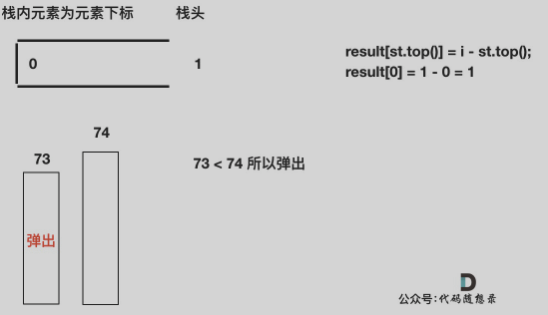 栈内元素为元素下标 栈头
0 1
result[st.top()] = i - st.top();
result[0] = 1 - 0 = 1
74
73
73 < 74 所以弹出
弹出
公众号:代码随想录